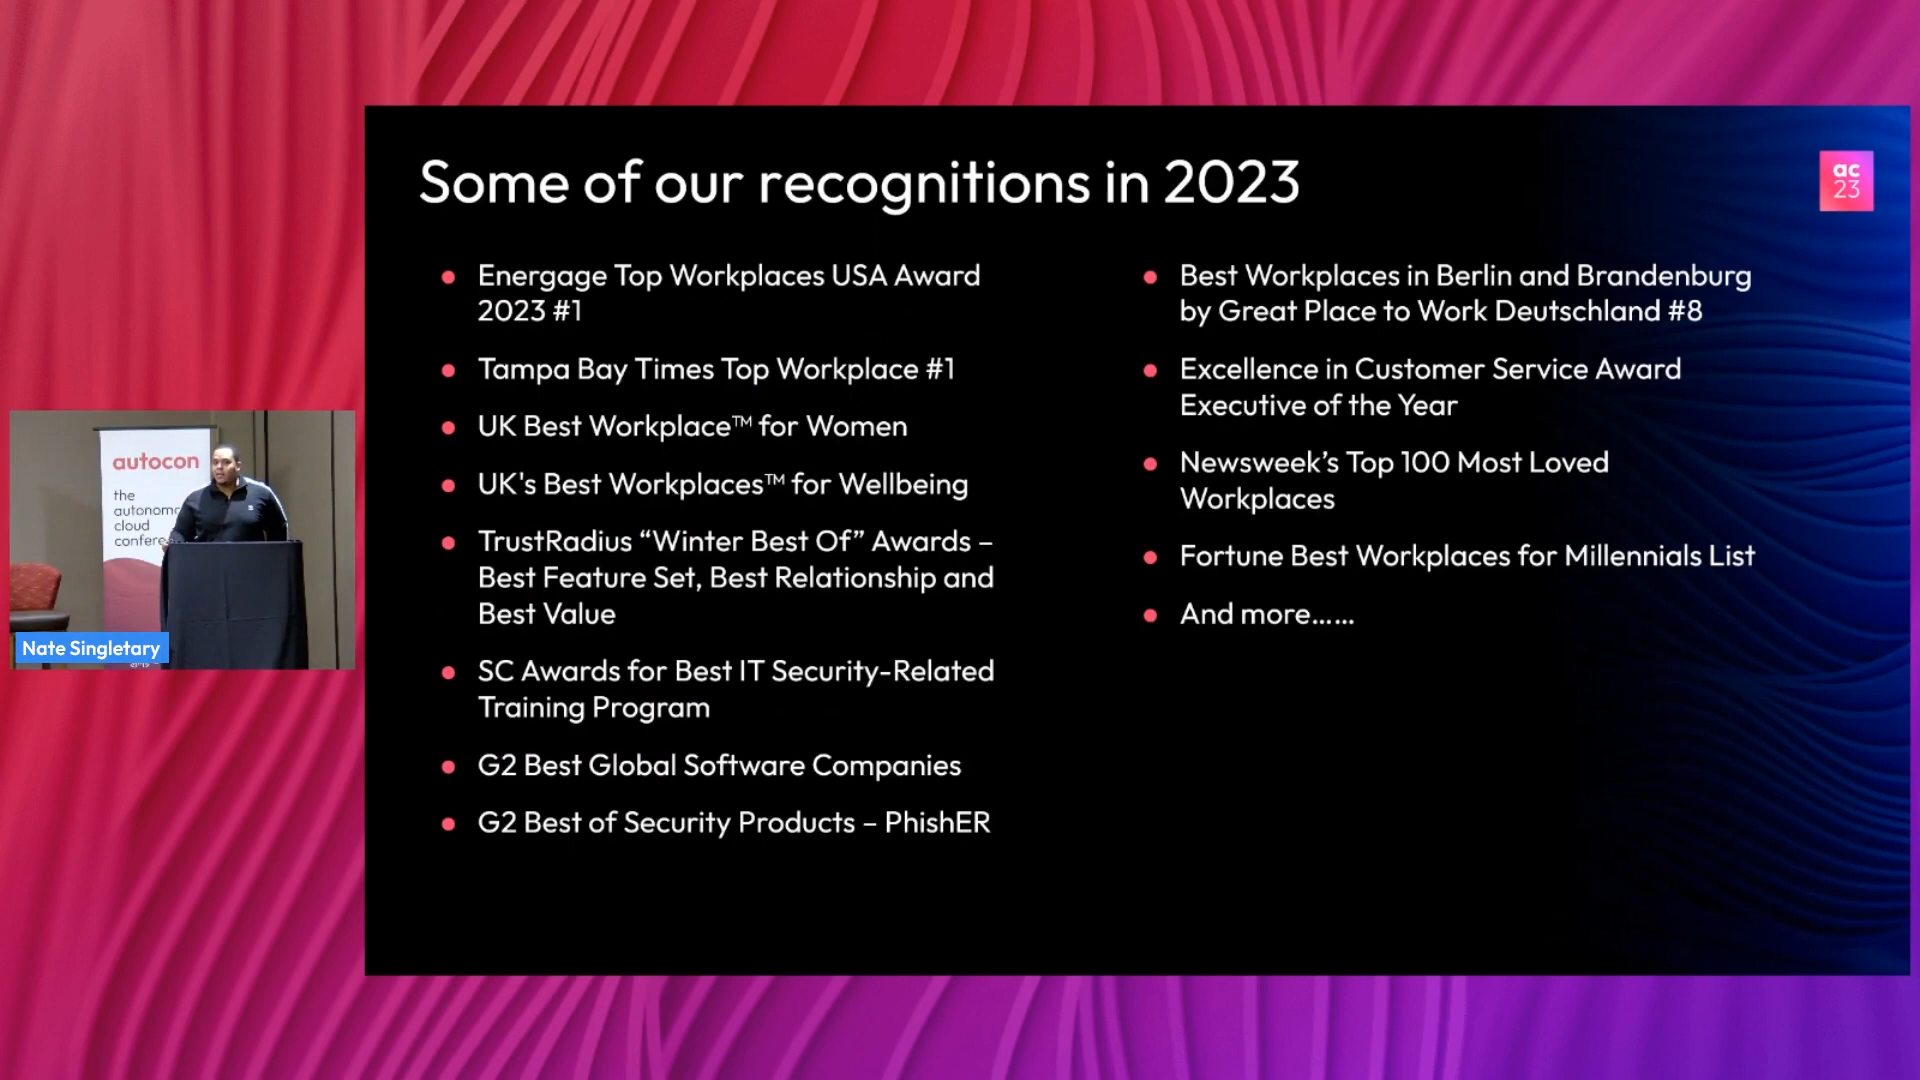 Some of our recognitions in 2023
ac
23
Energage Top Workplaces USA Award
2023 #1
Tampa Bay Times Top Workplace #1
UK Best Workplace™ for Women
UK's Best Workplaces™ for Wellbeing
TrustRadius “Winter Best Of” Awards –
Best Feature Set, Best Relationship and
Best Value
SC Awards for Best IT Security-Related
Training Program
G2 Best Global Software Companies
G2 Best of Security Products – PhishER
Best Workplaces in Berlin and Brandenburg
by Great Place to Work Deutschland #8
Excellence in Customer Service Award
Executive of the Year
Newsweek’s Top 100 Most Loved
Workplaces
Fortune Best Workplaces for Millennials List
And more......
autocon
the
autonomo
cloud
confere
Nate Singletary